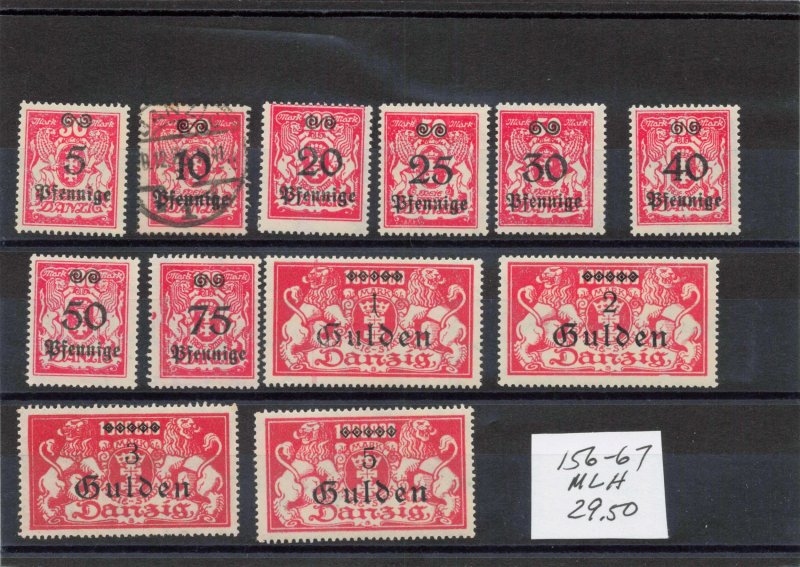 5 10 20 25 30 40
Pfennige Pfennige Pfennige Pfennige Pfennige Pfennige
DANZIG DANZIG
50 75 1 2
Pfennige Pfennige Gulden Gulden
Danzig Danzig
3 5
Gulden Gulden
Danzig Danzig
156-67
MLH
29.50